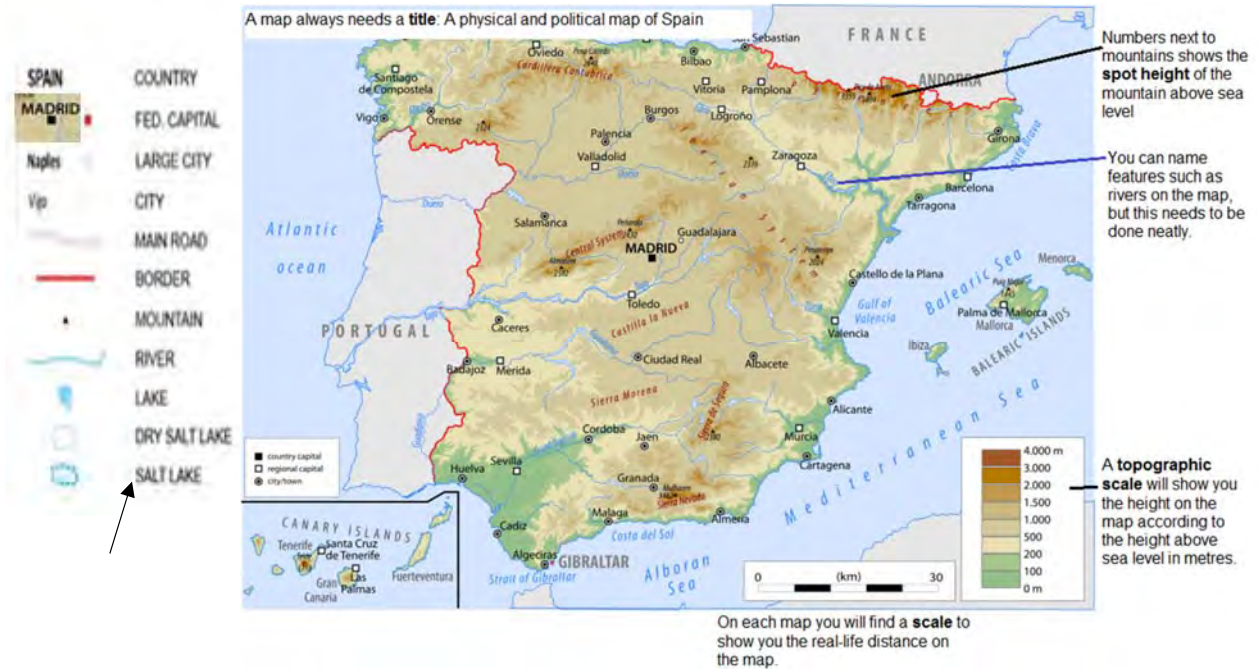 A map always needs a title: A physical and political map of Spain
SPAIN COUNTRY
MADRID FED. CAPITAL
Naples LARGE CITY
Vigo CITY
MAIN ROAD
BORDER
MOUNTAIN
RIVER
LAKE
DRY SALT LAKE
SALT LAKE
FRANCE
ANDORRA
San Sebastian
Oviedo
Cordillera Cantabrica
Bilbao
Santiago
de Compostela
Vitoria
Pamplona
Vigo
Orense
Burgos
Logroño
Girona
Costa Brava
Palencia
Valladolid
Zaragoza
Barcelona
Tarragona
Duero
Salamanca
Central System
Guadalajara
MADRID
Atlantic
ocean
Castello de la Plana
Balearic Sea
Menorca
Toledo
Gulf of
Valencia
Palma de Mallorca
Mallorca
PORTUGAL
Caceres
Castilla la Nueva
Valencia
Ibiza
BALEARIC ISLANDS
Badajoz
Merida
Ciudad Real
Albacete
Sierra Morena
Sierra de Segura
Alicante
Mediterranean Sea
Cordoba
Jaen
Murcia
Cartagena
Huelva
Sevilla
Granada
Mulhacen
Sierra Nevada
Malaga
Almeria
Cadiz
Costa del Sol
Algeciras
GIBRALTAR
Strait of Gibraltar
Alboran
Sea
country capital
regional capital
city/town
CANARY ISLANDS
Tenerife
Santa Cruz
de Tenerife
Las
Palmas
Gran
Canaria
Fuerteventura
0 (km) 30
4.000 m
3.000
2.000
1.500
1.000
500
200
100
0 m
Numbers next to
mountains shows the
spot height of the
mountain above sea
level
You can name
features such as
rivers on the map,
but this needs to be
done neatly.
A topographic
scale will show you
the height on the
map according to
the height above
sea level in metres.
On each map you will find a scale to
show you the real-life distance on
the map.